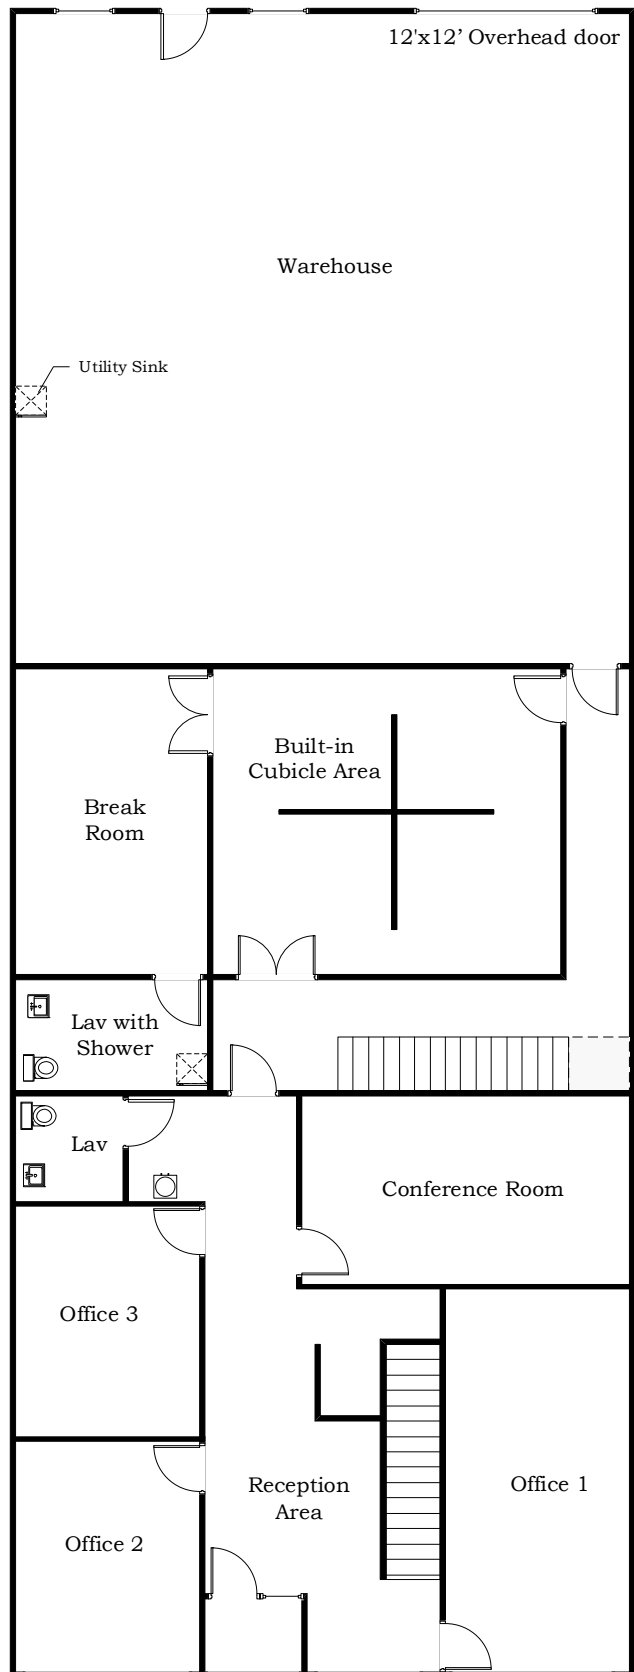 12'x12’ Overhead door
Warehouse
Utility Sink
Built-in
Cubicle Area
Break
Room
Lav with
Shower
Lav
Conference Room
Office 3
Reception
Area
Office 1
Office 2